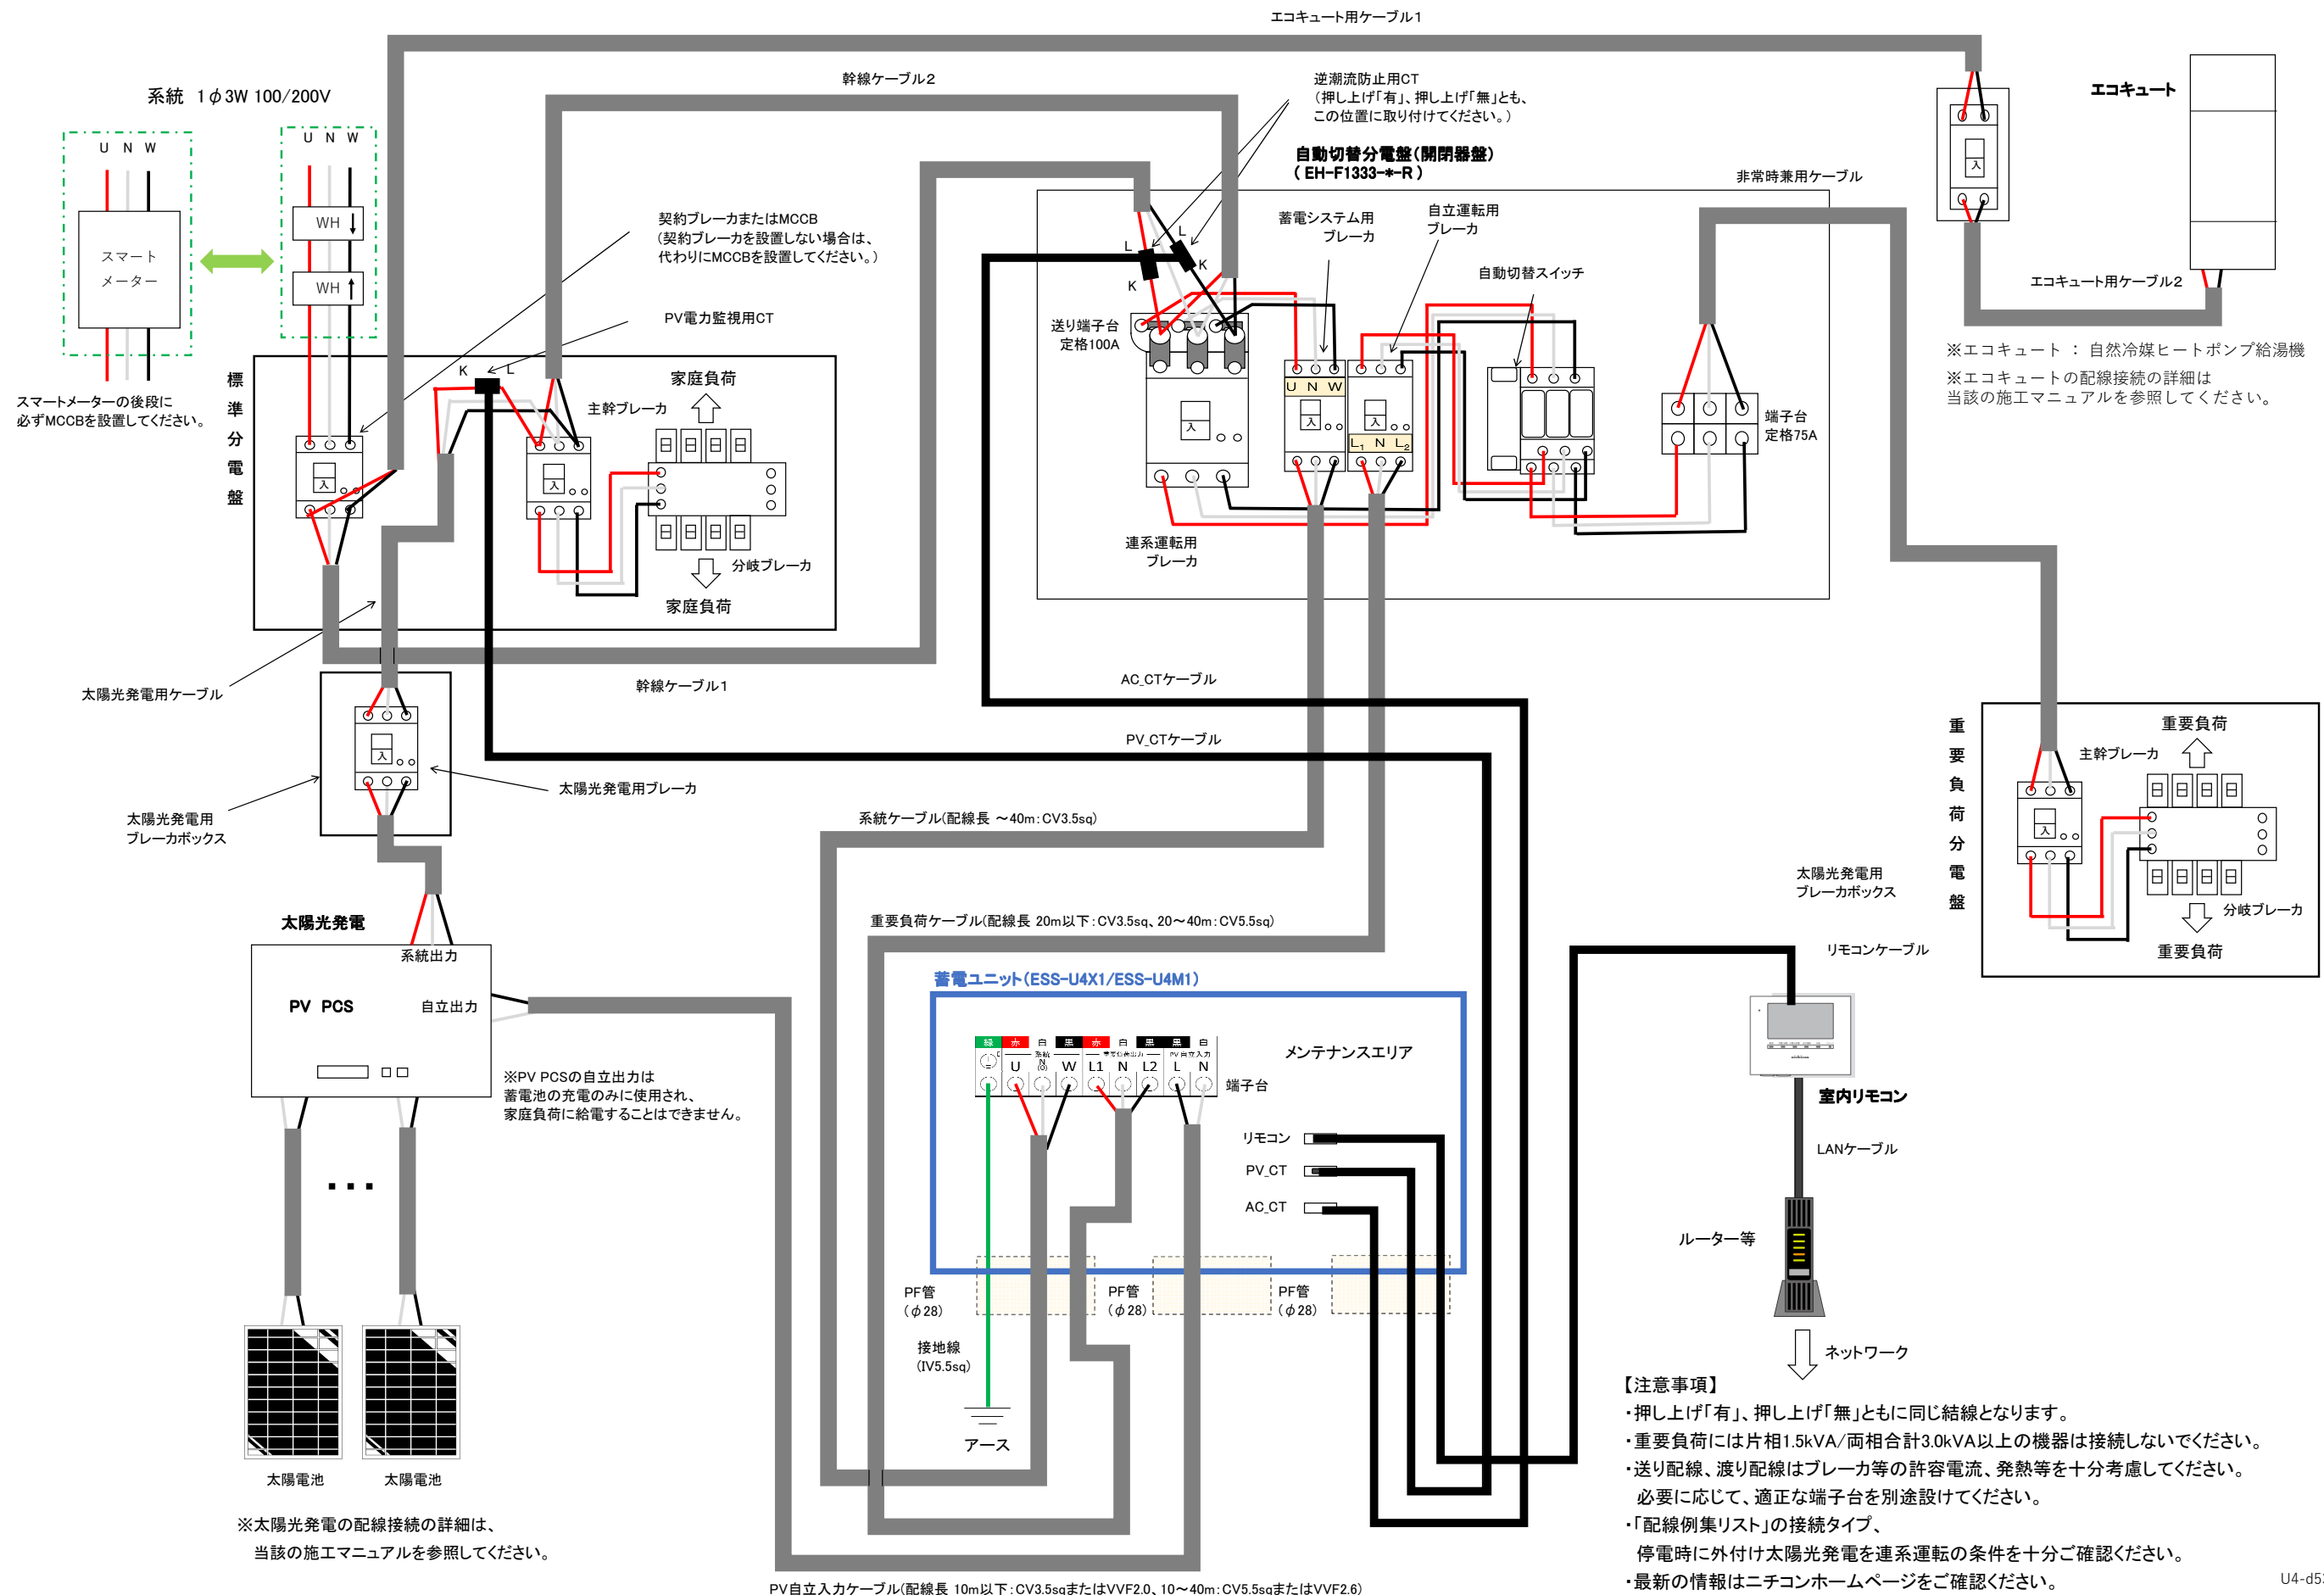 エコキュート用ケーブル1
幹線ケーブル2
系統 1φ3W 100/200V
U N W
U N W
スマート
メーター
WH
WH
スマートメーターの後段に
必ずMCCBを設置してください。
逆潮流防止用CT
(押し上げ「有」、押し上げ「無」とも、
この位置に取り付けてください。)
自動切替分電盤(開閉器盤)
( EH-F1333-*-R )
非常時兼用ケーブル
エコキュート
入
エコキュート用ケーブル2
※エコキュート : 自然冷媒ヒートポンプ給湯機
※エコキュートの配線接続の詳細は
当該の施工マニュアルを参照してください。
契約ブレーカまたはMCCB
(契約ブレーカを設置しない場合は、
代わりにMCCBを設置してください。)
PV電力監視用CT
標準分電盤
K L
家庭負荷
主幹ブレーカ
入
入
分岐ブレーカ
家庭負荷
L
K
L
K
蓄電システム用
ブレーカ
自立運転用
ブレーカ
自動切替スイッチ
送り端子台
定格100A
U N W
入
入
入
L1 N L2
端子台
定格75A
連系運転用
ブレーカ
太陽光発電用ケーブル
幹線ケーブル1
AC_CTケーブル
PV_CTケーブル
入
太陽光発電用ブレーカ
太陽光発電用
ブレーカボックス
系統ケーブル(配線長 ~40m:CV3.5sq)
重要負荷ケーブル(配線長 20m以下:CV3.5sq、20~40m:CV5.5sq)
重要負荷分電盤
重要負荷
主幹ブレーカ
入
分岐ブレーカ
重要負荷
太陽光発電用
ブレーカボックス
リモコンケーブル
太陽光発電
系統出力
PV PCS
自立出力
※PV PCSの自立出力は
蓄電池の充電のみに使用され、
家庭負荷に給電することはできません。
・・・
太陽電池
太陽電池
※太陽光発電の配線接続の詳細は、
当該の施工マニュアルを参照してください。
蓄電ユニット(ESS-U4X1/ESS-U4M1)
緑 赤 白 黒 赤 白 黒 黒 白
系統 重要負荷出力 PV自立入力
U N(O) W L1 N L2 L N
メンテナンスエリア
端子台
リモコン
PV_CT
AC_CT
PF管
(φ28)
PF管
(φ28)
PF管
(φ28)
接地線
(IV5.5sq)
アース
PV自立入力ケーブル(配線長 10m以下:CV3.5sqまたはVVF2.0、10~40m:CV5.5sqまたはVVF2.6)
室内リモコン
LANケーブル
ルーター等
ネットワーク
【注意事項】
・押し上げ「有」、押し上げ「無」ともに同じ結線となります。
・重要負荷には片相1.5kVA/両相合計3.0kVA以上の機器は接続しないでください。
・送り配線、渡り配線はブレーカ等の許容電流、発熱等を十分考慮してください。
必要に応じて、適正な端子台を別途設けてください。
・「配線例集リスト」の接続タイプ、
停電時に外付け太陽光発電を連系運転の条件を十分ご確認ください。
・最新の情報はニチコンホームページをご確認ください。